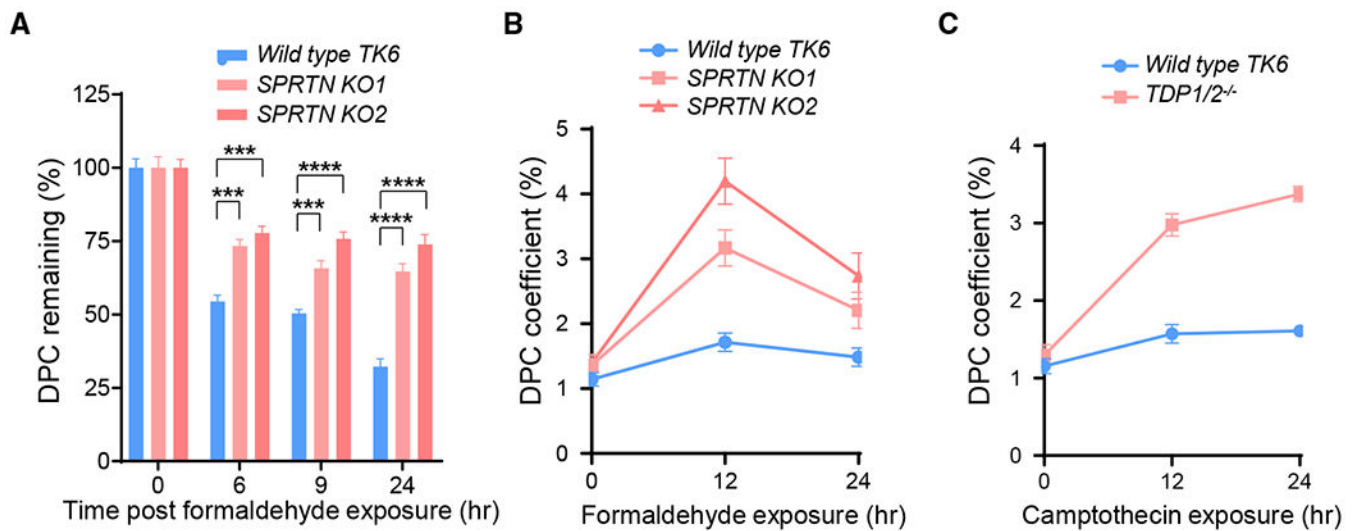 A
Wild type TK6
SPRTN KO1
SPRTN KO2
DPC remaining (%)
125
100
75
50
25
0
*** ***
*** ****
**** ****
0 6 9 24
Time post formaldehyde exposure (hr)
B
Wild type TK6
SPRTN KO1
SPRTN KO2
DPC coefficient (%)
5
4
3
2
1
0
0 12 24
Formaldehyde exposure (hr)
C
Wild type TK6
TDP1/2-/-
DPC coefficient (%)
4
3
2
1
0
0 12 24
Camptothecin exposure (hr)